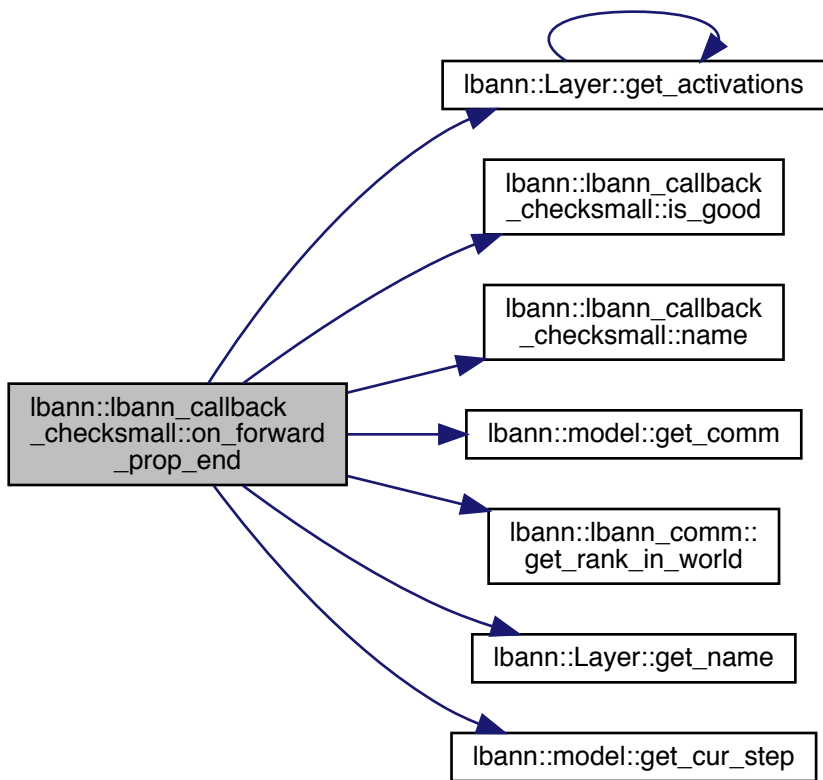 lbann::Layer::get_activations
lbann::lbann_callback
_checksmall::is_good
lbann::lbann_callback
_checksmall::name
lbann::lbann_callback
_checksmall::on_forward
_prop_end
lbann::model::get_comm
lbann::lbann_comm::
get_rank_in_world
lbann::Layer::get_name
lbann::model::get_cur_step